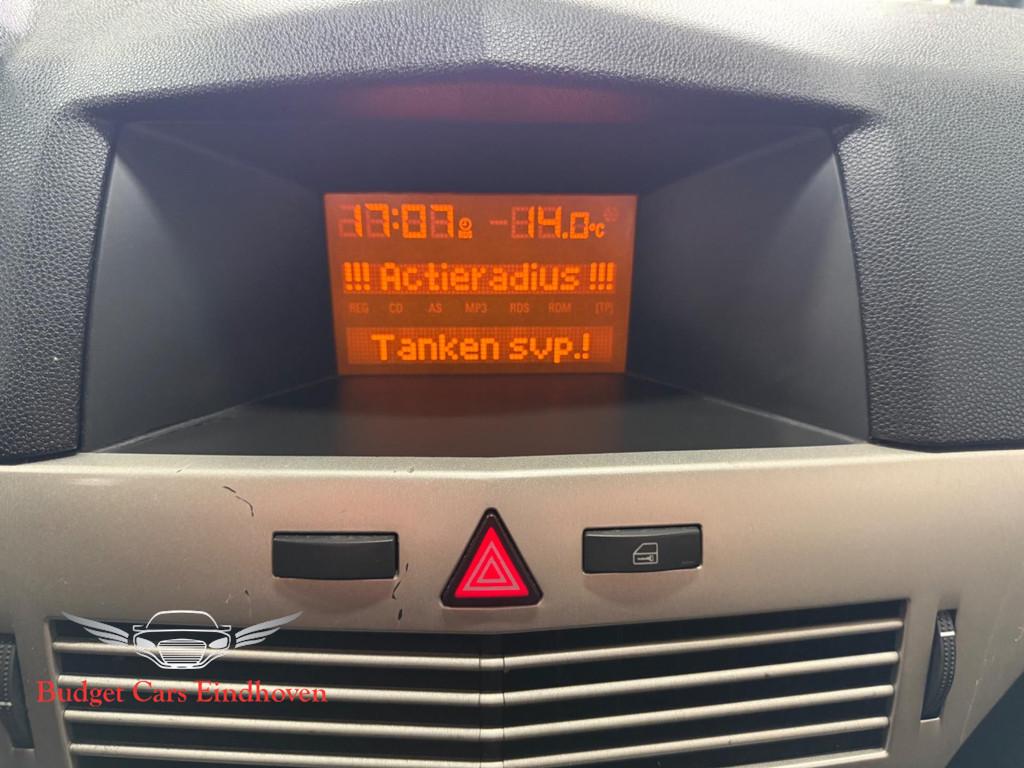 17:07 14.0°C
!!! Actieradius !!!
REG CD AS MP3 RDS RDM [TP]
Tanken svp.!
Budget Cars Eindhoven